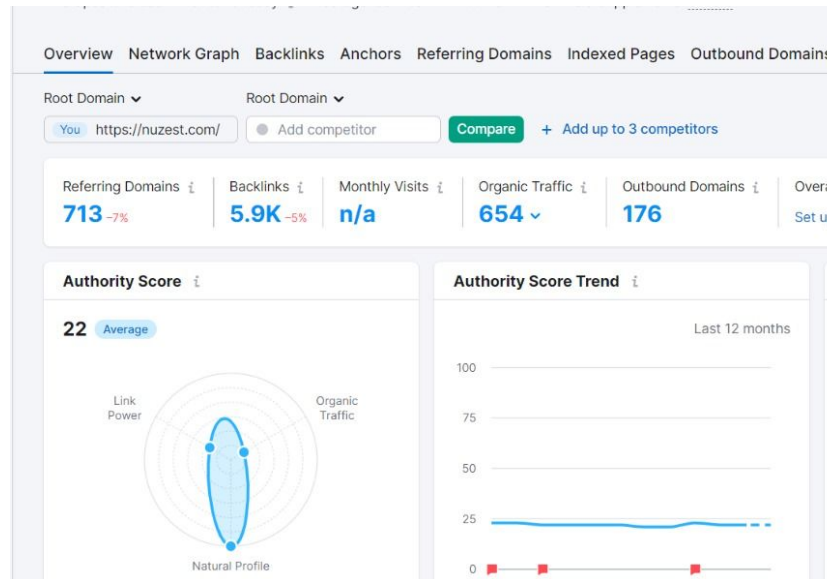 Overview Network Graph Backlinks Anchors Referring Domains Indexed Pages Outbound Domains
Root Domain Root Domain
You https://nuzest.com/ Add competitor Compare + Add up to 3 competitors
Referring Domains i Backlinks i Monthly Visits i Organic Traffic i Outbound Domains i
713 -7% 5.9K -5% n/a 654 176 Set u
Authority Score i Authority Score Trend i
22 Average
Last 12 months
Link Power
Organic Traffic
Natural Profile
100
75
50
25
0